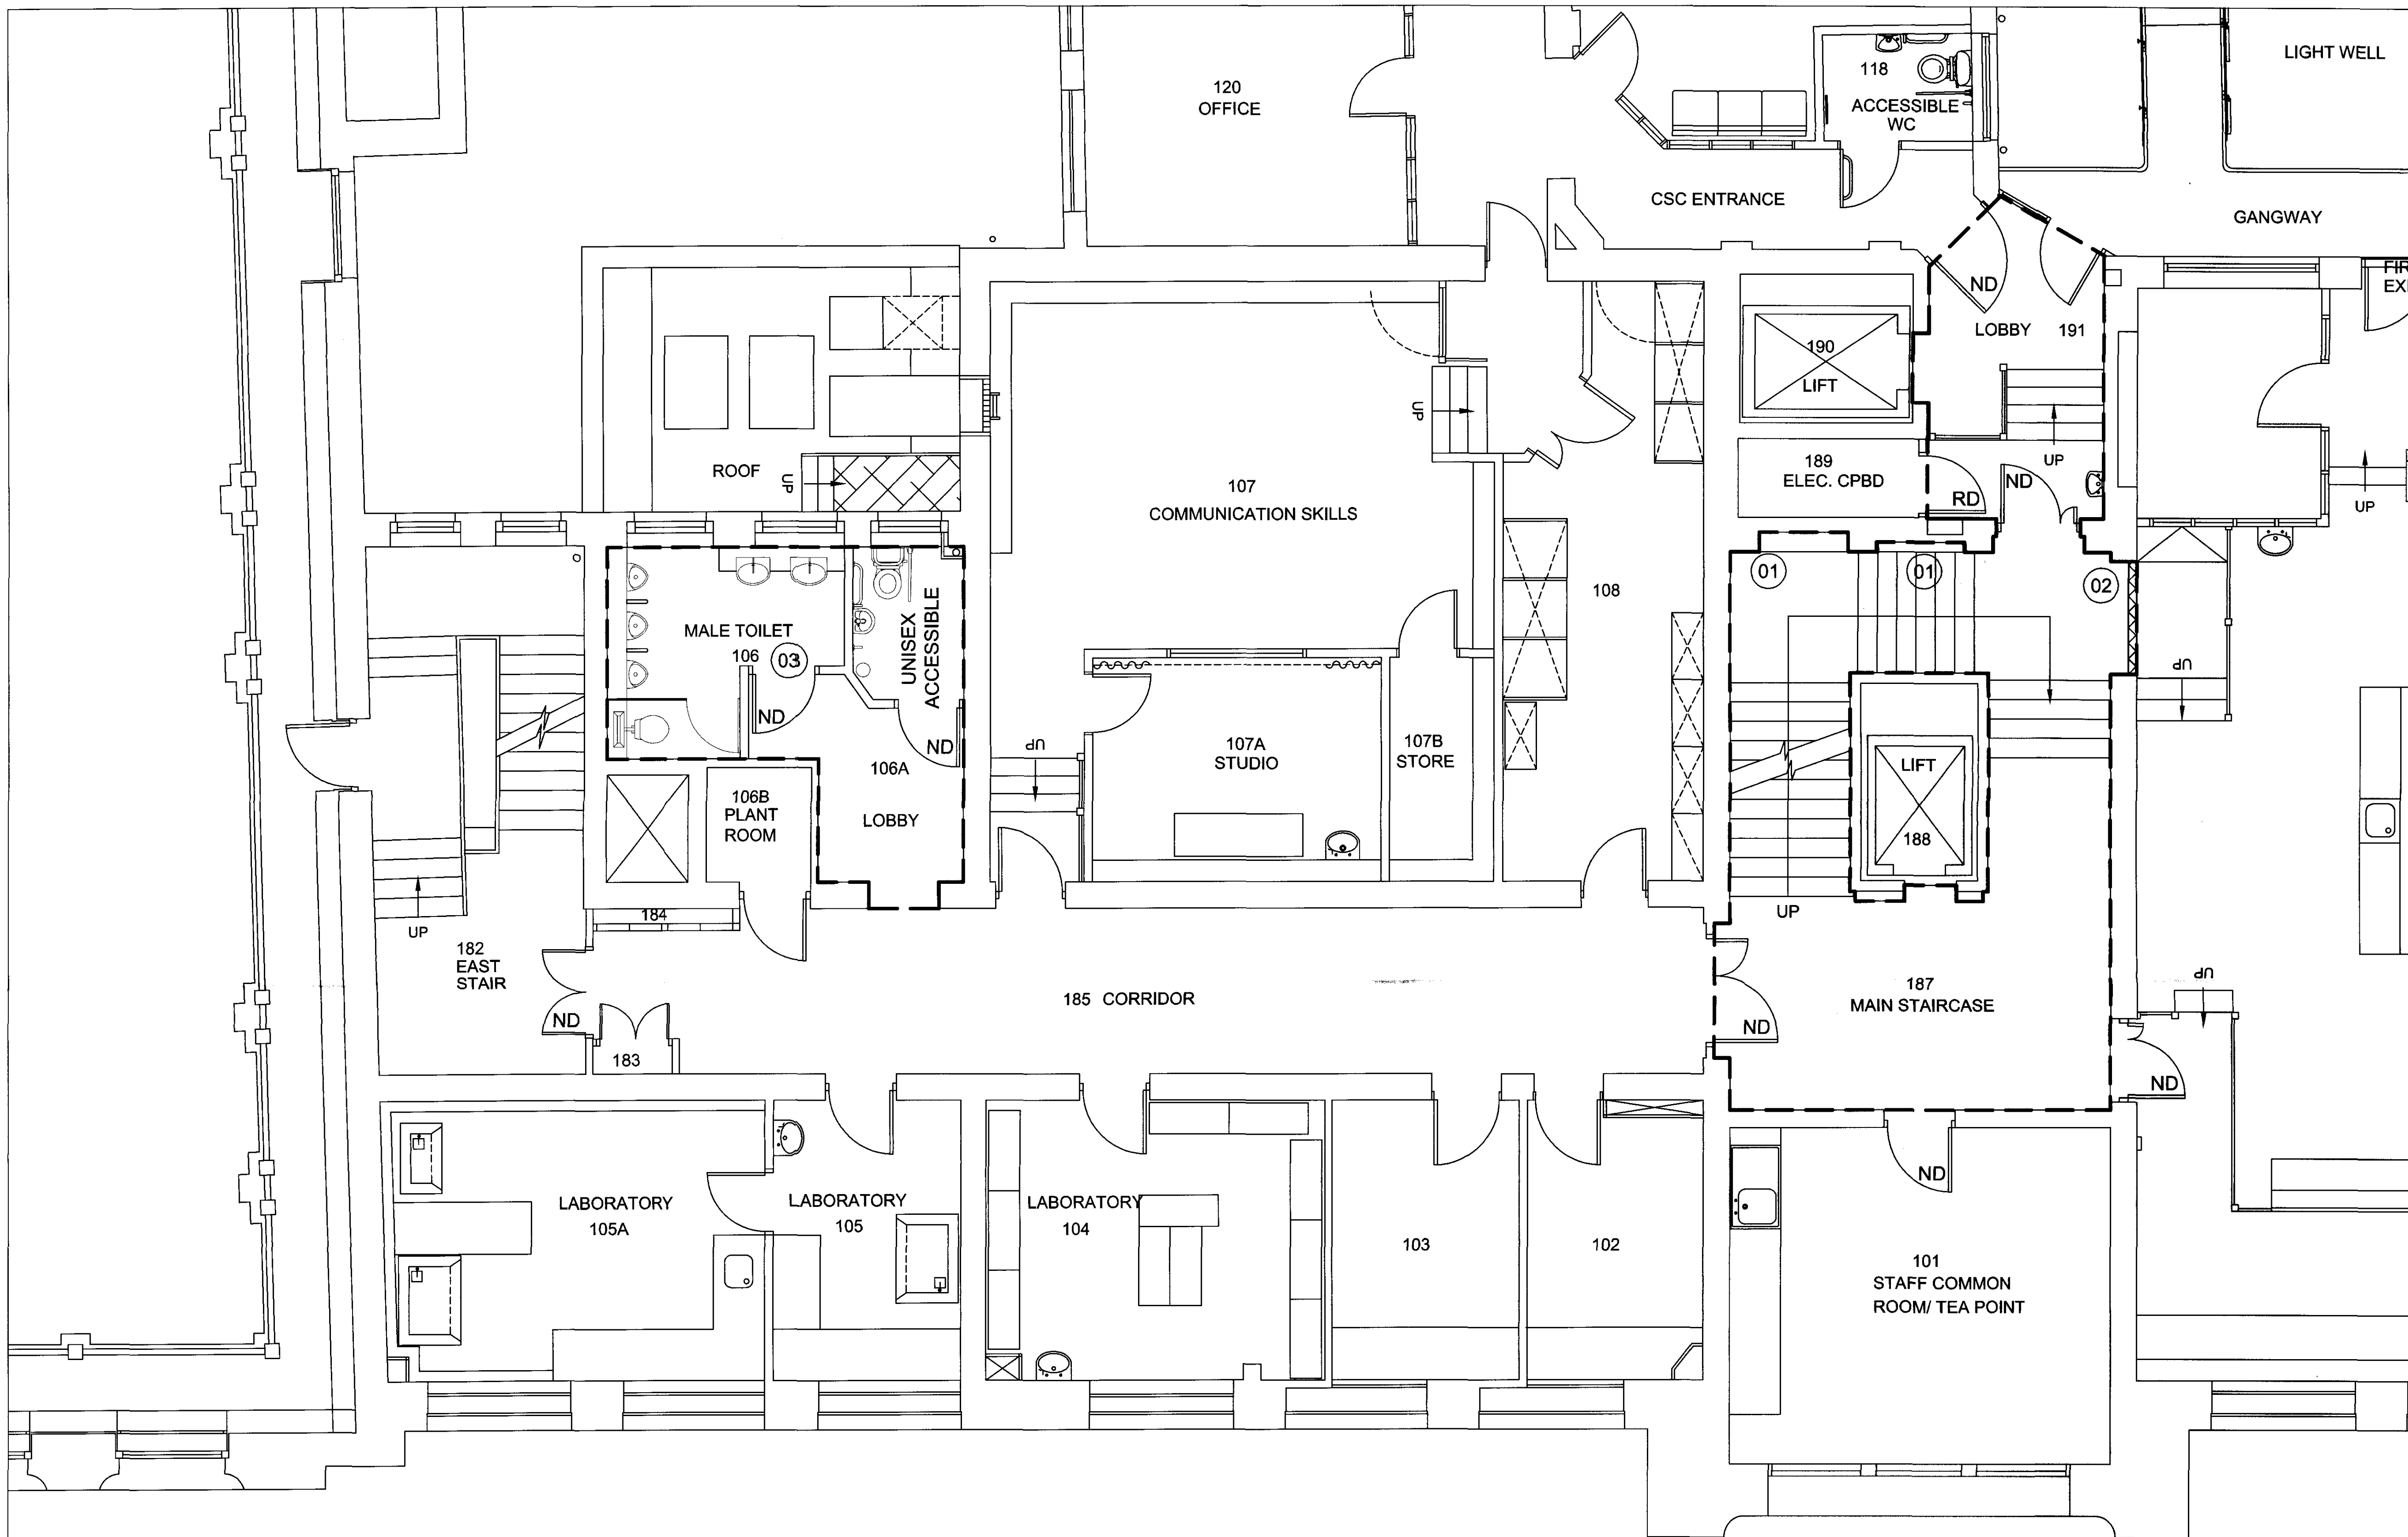 LIGHT WELL
118
ACCESSIBLE
WC
120
OFFICE
CSC ENTRANCE
GANGWAY
ND
LOBBY 191
190
LIFT
UP
ROOF
UP
107
COMMUNICATION SKILLS
189
ELEC. CPBD
UP
ND
RD
UP
01
01
02
108
MALE TOILET
106
03
UNISEX
ACCESSIBLE
ND
ND
UP
UP
106A
LOBBY
106B
PLANT
ROOM
107A
STUDIO
107B
STORE
LIFT
188
UP
184
UP
182
EAST
STAIR
ND
183
185 CORRIDOR
ND
187
MAIN STAIRCASE
UP
ND
ND
LABORATORY
105A
LABORATORY
105
LABORATORY
104
103
102
101
STAFF COMMON
ROOM/ TEA POINT